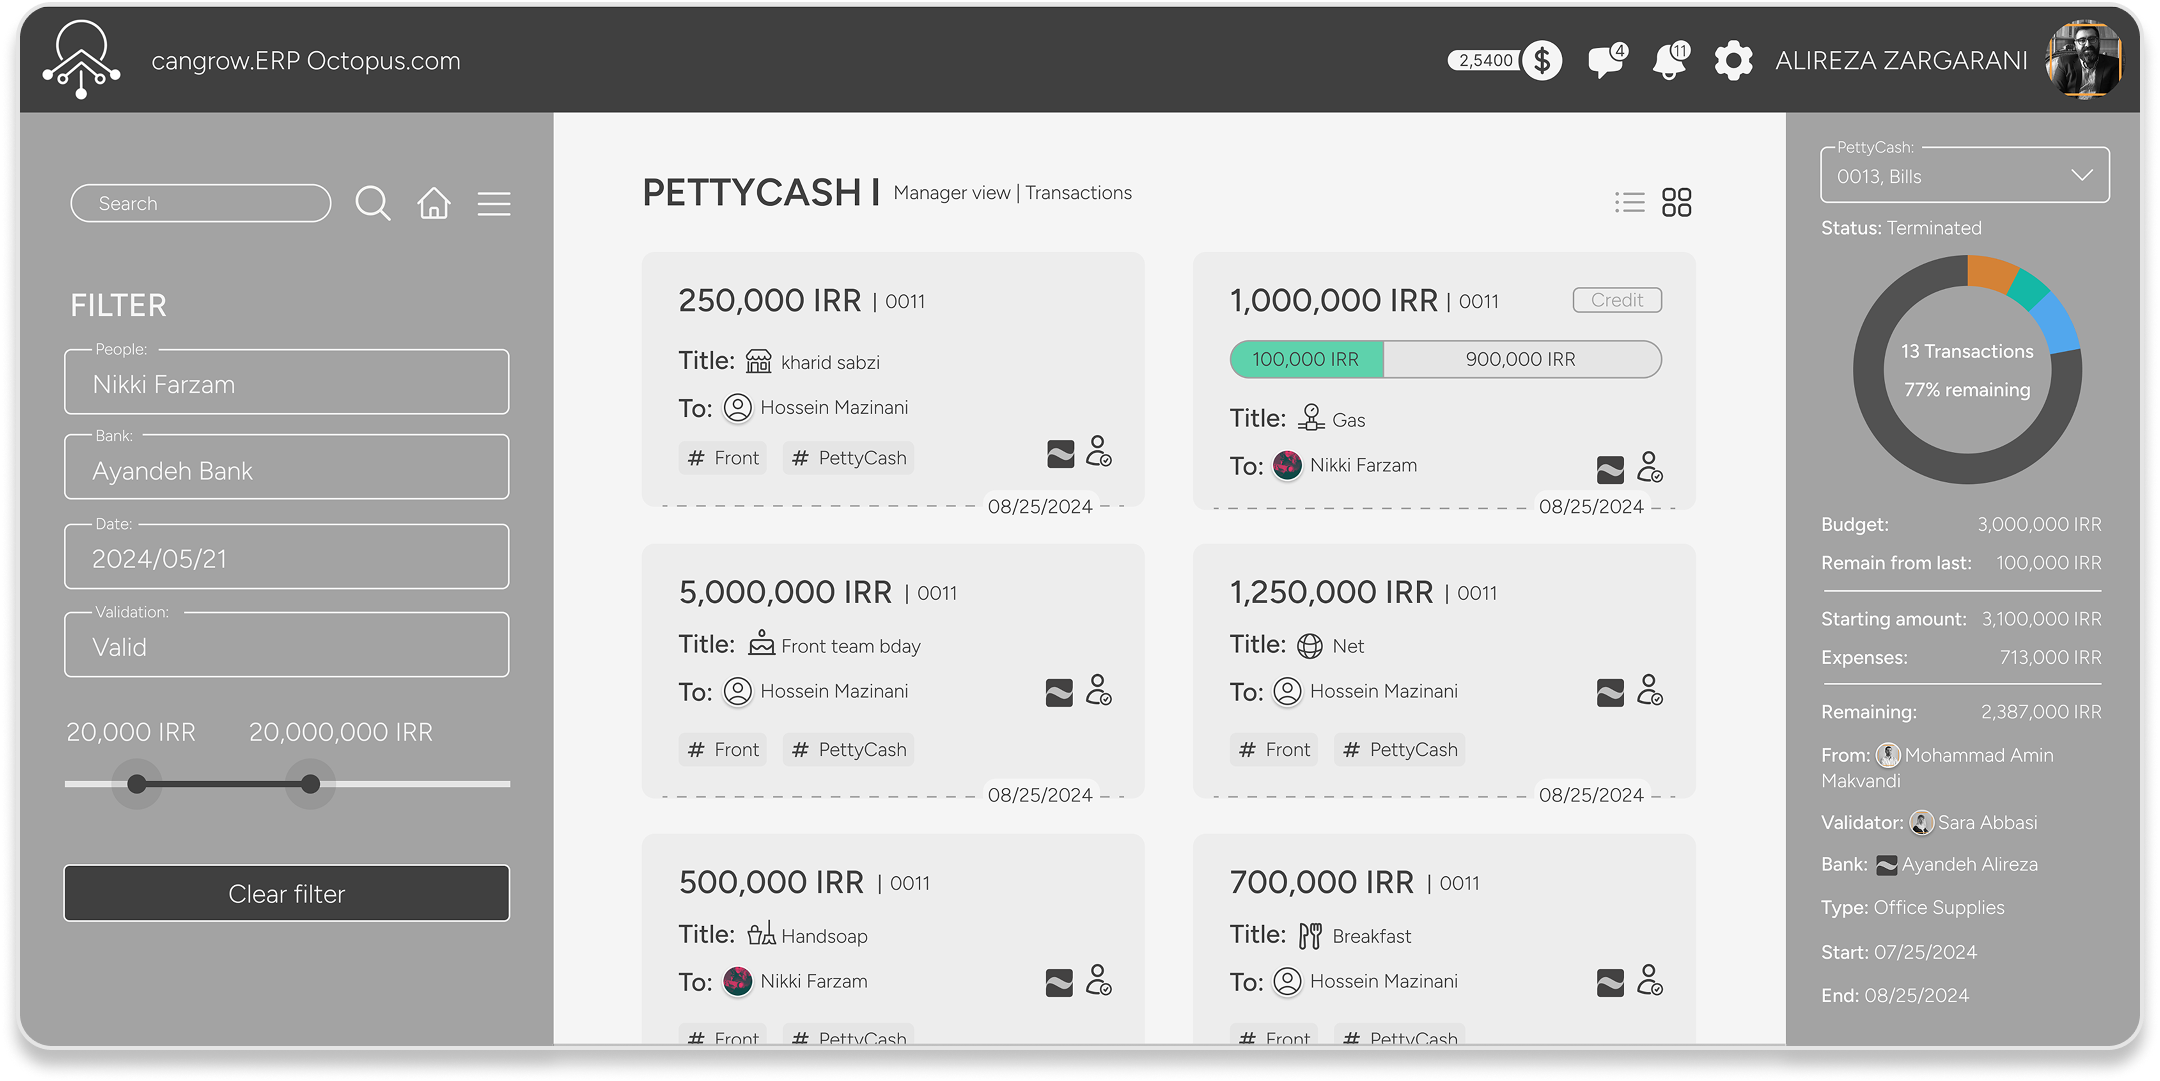 cangrow.ERP Octopus.com
2,5400
$
4
11
ALIREZA ZARGARANI
Search
FILTER
People:
Nikki Farzam
Bank:
Ayandeh Bank
Date:
2024/05/21
Validation:
Valid
20,000 IRR
20,000,000 IRR
Clear filter
PETTYCASH I Manager view | Transactions
250,000 IRR | 0011
Title: kharid sabzi
To: Hossein Mazinani
# Front # PettyCash
08/25/2024
1,000,000 IRR | 0011 Credit
100,000 IRR 900,000 IRR
Title: Gas
To: Nikki Farzam
08/25/2024
5,000,000 IRR | 0011
Title: Front team bday
To: Hossein Mazinani
# Front # PettyCash
08/25/2024
1,250,000 IRR | 0011
Title: Net
To: Hossein Mazinani
# Front # PettyCash
08/25/2024
500,000 IRR | 0011
Title: Handsoap
To: Nikki Farzam
# Front # PettyCash
700,000 IRR | 0011
Title: Breakfast
To: Hossein Mazinani
# Front # PettyCash
PettyCash:
0013, Bills
Status: Terminated
13 Transactions
77% remaining
Budget: 3,000,000 IRR
Remain from last: 100,000 IRR
Starting amount: 3,100,000 IRR
Expenses: 713,000 IRR
Remaining: 2,387,000 IRR
From: Mohammad Amin
Makvandi
Validator: Sara Abbasi
Bank: Ayandeh Alireza
Type: Office Supplies
Start: 07/25/2024
End: 08/25/2024